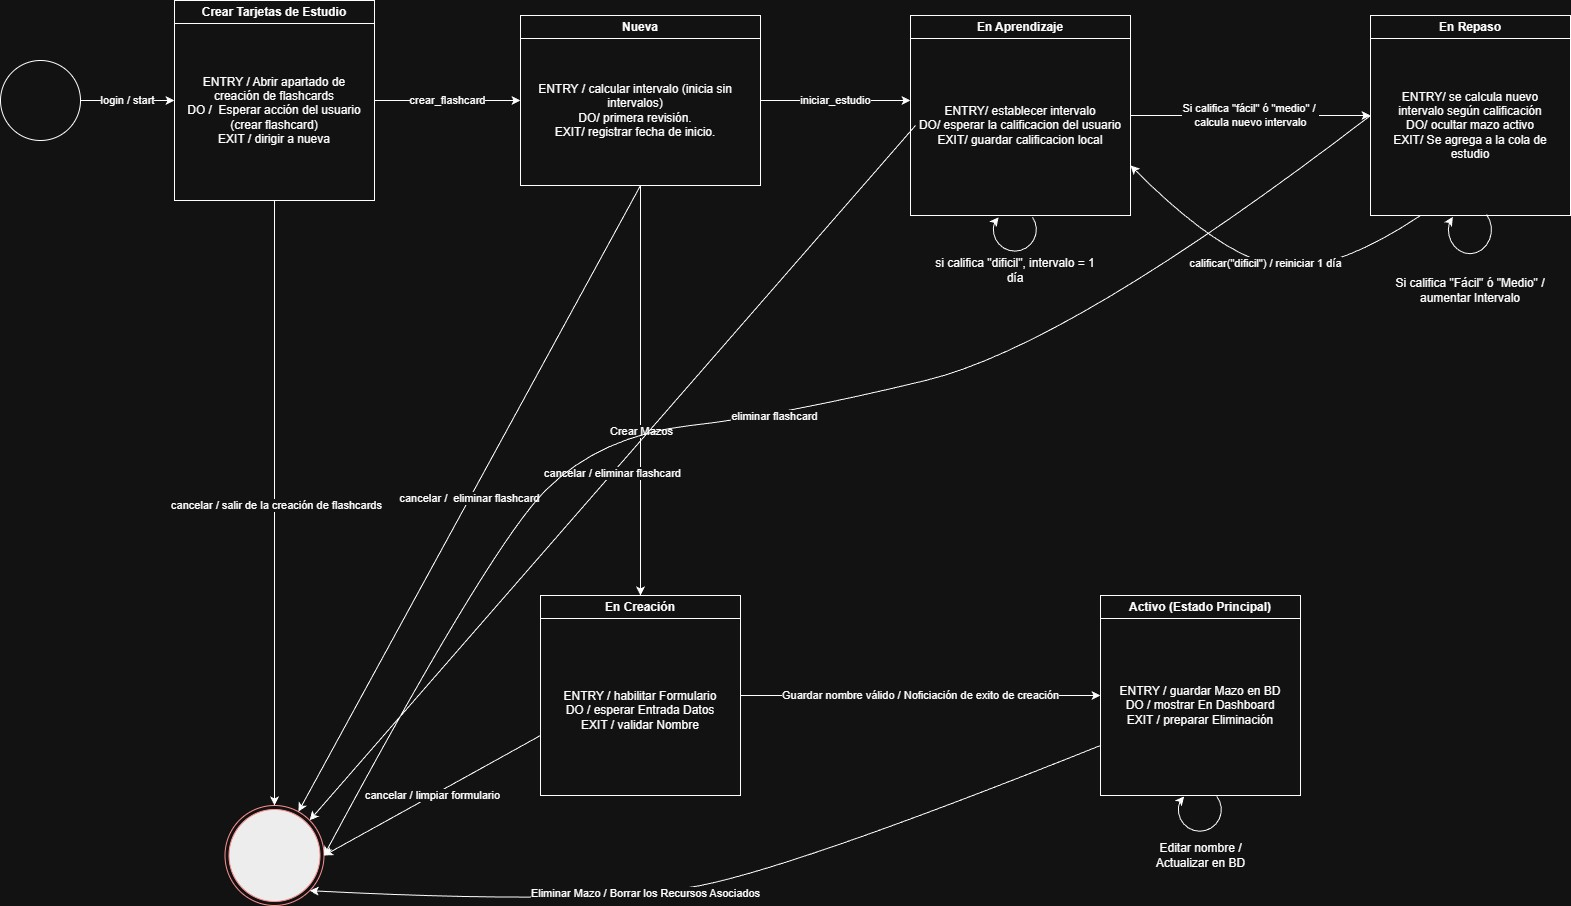 Crear Tarjetas de Estudio
ENTRY / Abrir apartado de
creación de flashcards
DO /  Esperar acción del usuario
(crear flashcard)
EXIT / dirigir a nueva
Nueva
ENTRY / calcular intervalo (inicia sin
intervalos)
DO/ primera revisión.
EXIT/ registrar fecha de inicio.
En Aprendizaje
ENTRY/ establecer intervalo
DO/ esperar la calificacion del usuario
EXIT/ guardar calificacion local
En Repaso
ENTRY/ se calcula nuevo
intervalo según calificación
DO/ ocultar mazo activo
EXIT/ Se agrega a la cola de
estudio
login / start
crear_flashcard
iniciar_estudio
Si califica "fácil" ó "medio" /
calcula nuevo intervalo
si califica "dificil", intervalo = 1
día
calificar("dificil") / reiniciar 1 día
Si califica "Fácil" ó "Medio" /
aumentar Intervalo
eliminar flashcard
Crear Mazos
cancelar / eliminar flashcard
cancelar /  eliminar flashcard
cancelar / salir de la creación de flashcards
En Creación
ENTRY / habilitar Formulario
DO / esperar Entrada Datos
EXIT / validar Nombre
Guardar nombre válido / Noficiación de exito de creación
Activo (Estado Principal)
ENTRY / guardar Mazo en BD
DO / mostrar En Dashboard
EXIT / preparar Eliminación
cancelar / limpiar formulario
Editar nombre /
Actualizar en BD
Eliminar Mazo / Borrar los Recursos Asociados